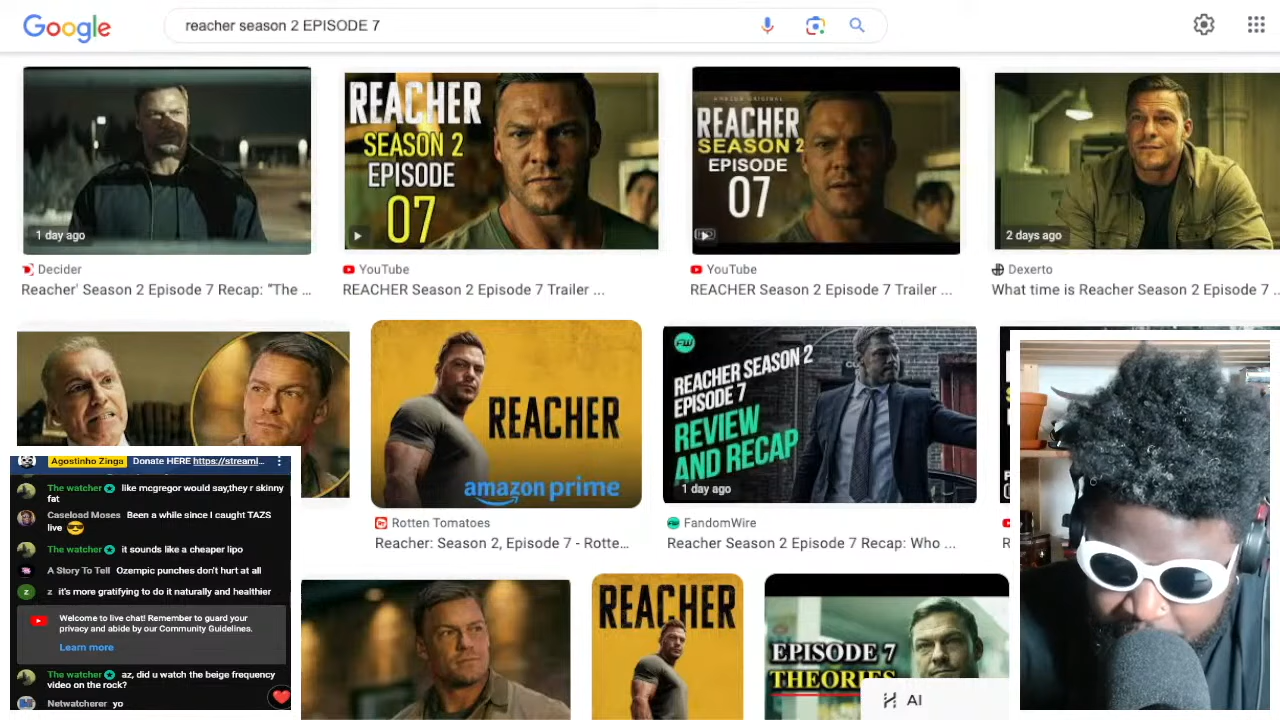 Google
reacher season 2 EPISODE 7
1 day ago
REACHER
SEASON 2
EPISODE
07
REACHER
SEASON 2
EPISODE
07
2 days ago
Decider
YouTube
YouTube
Dexerto
Reacher' Season 2 Episode 7 Recap: “The ...
REACHER Season 2 Episode 7 Trailer ...
REACHER Season 2 Episode 7 Trailer ...
What time is Reacher Season 2 Episode 7 ..
REACHER
amazon prime
FW
REACHER SEASON 2
EPISODE 7
REVIEW
AND RECAP
1 day ago
Rotten Tomatoes
FandomWire
Reacher: Season 2, Episode 7 - Rotte...
Reacher Season 2 Episode 7 Recap: Who ...
R
Agostinho Zinga Donate HERE https://streaml...
The watcher like mcgregor would say,they r skinny
fat
Caseload Moses Been a while since I caught TAZS
live 😎
The watcher it sounds like a cheaper lipo
A Story To Tell Ozempic punches don't hurt at all
z z it's more gratifying to do it naturally and healthier
Welcome to live chat! Remember to guard your
privacy and abide by our Community Guidelines.
Learn more
The watcher az, did u watch the beige frequency
video on the rock?
Netwatcherer yo
REACHER
EPISODE 7
THEORIES
AI